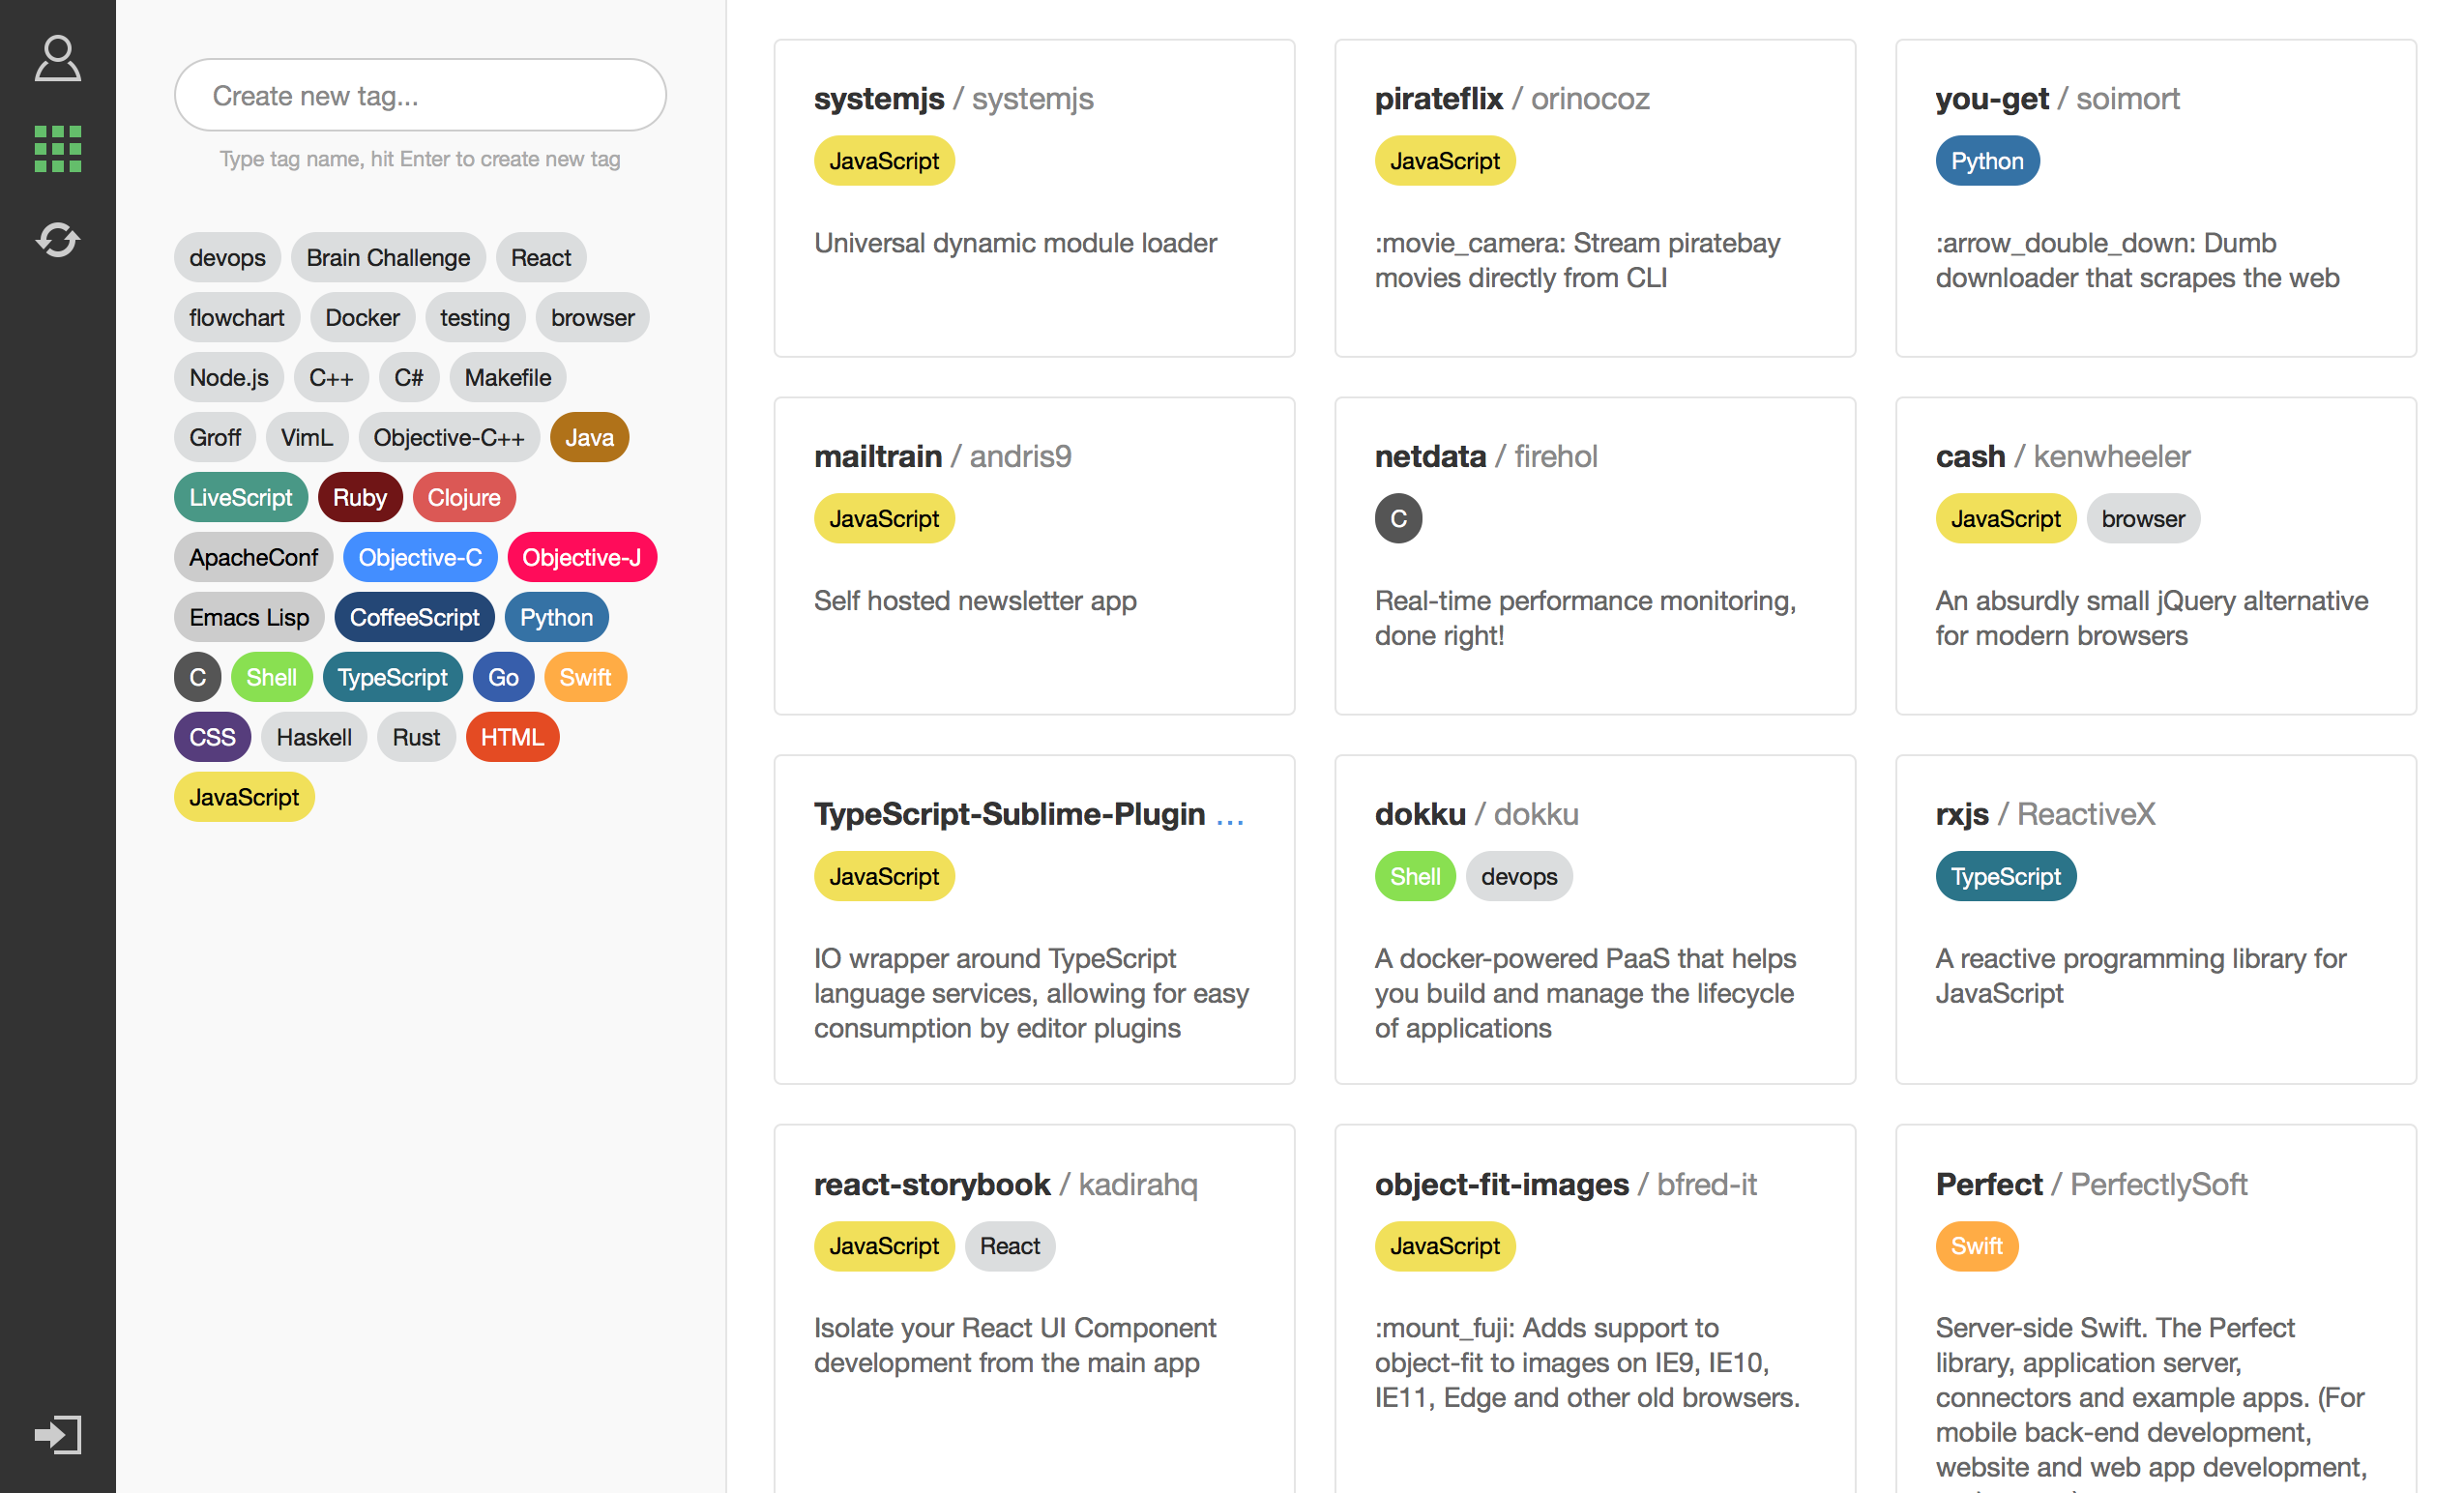 Create new tag...
Type tag name, hit Enter to create new tag
devops Brain Challenge React
flowchart Docker testing browser
Node.js C++ C# Makefile
Groff VimL Objective-C++ Java
LiveScript Ruby Clojure
ApacheConf Objective-C Objective-J
Emacs Lisp CoffeeScript Python
C Shell TypeScript Go Swift
CSS Haskell Rust HTML
JavaScript
systemjs / systemjs
JavaScript
Universal dynamic module loader
pirateflix / orinocoz
JavaScript
:movie_camera: Stream piratebay
movies directly from CLI
you-get / soimort
Python
:arrow_double_down: Dumb
downloader that scrapes the web
mailtrain / andris9
JavaScript
Self hosted newsletter app
netdata / firehol
C
Real-time performance monitoring,
done right!
cash / kenwheeler
JavaScript browser
An absurdly small jQuery alternative
for modern browsers
TypeScript-Sublime-Plugin ...
JavaScript
IO wrapper around TypeScript
language services, allowing for easy
consumption by editor plugins
dokku / dokku
Shell devops
A docker-powered PaaS that helps
you build and manage the lifecycle
of applications
rxjs / ReactiveX
TypeScript
A reactive programming library for
JavaScript
react-storybook / kadirahq
JavaScript React
Isolate your React UI Component
development from the main app
object-fit-images / bfred-it
JavaScript
:mount_fuji: Adds support to
object-fit to images on IE9, IE10,
IE11, Edge and other old browsers.
Perfect / PerfectlySoft
Swift
Server-side Swift. The Perfect
library, application server,
connectors and example apps. (For
mobile back-end development,
website and web app development,